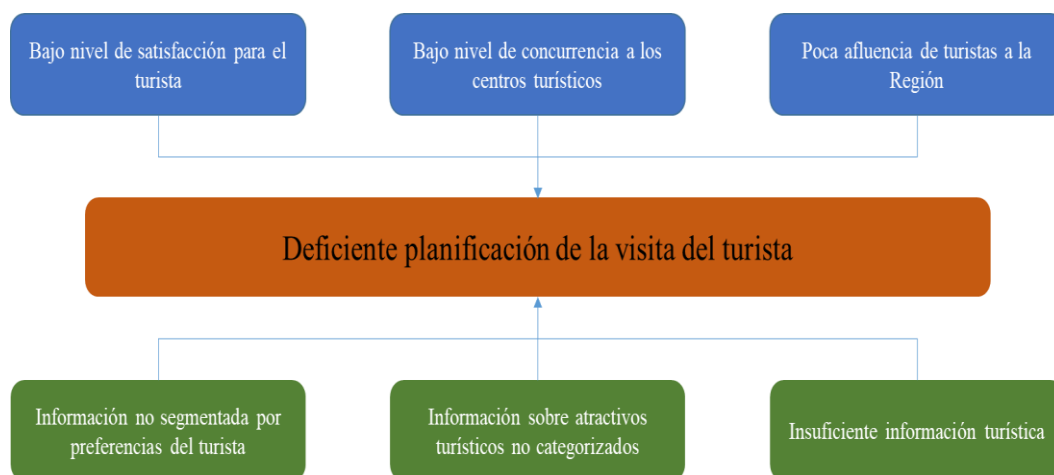 Bajo nivel de satisfacción para el
turista
Bajo nivel de concurrencia a los
centros turísticos
Poca afluencia de turistas a la
Región
Deficiente planificación de la visita del turista
Información no segmentada por
preferencias del turista
Información sobre atractivos
turísticos no categorizados
Insuficiente información turística